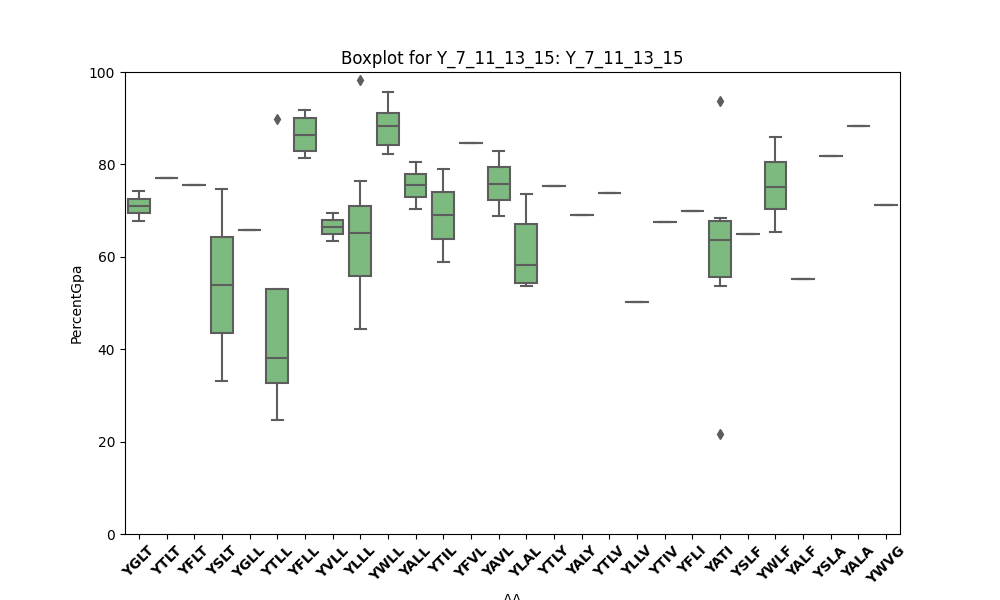 Boxplot for Y_7_11_13_15: Y_7_11_13_15
100
80
60
40
20
0
PercentGpa
YGLT YTLT YFLT YSLT YGLL YTLL YFLL YVLL YLLL YWLL YALL YTIL YFVL YAVL YLAL YTLY YALY YTLV YLLV YTIV YFLI YATI YSLF YWLF YALF YSLA YALA YWVG
AA